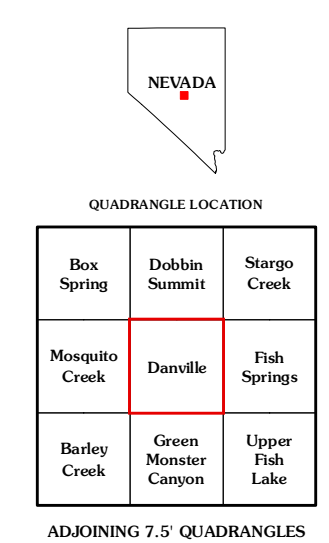 NEVADA
QUADRANGLE LOCATION
Box
Spring
Dobbin
Summit
Stargo
Creek
Mosquito
Creek
Danville
Fish
Springs
Barley
Creek
Green
Monster
Canyon
Upper
Fish
Lake
ADJOINING 7.5' QUADRANGLES